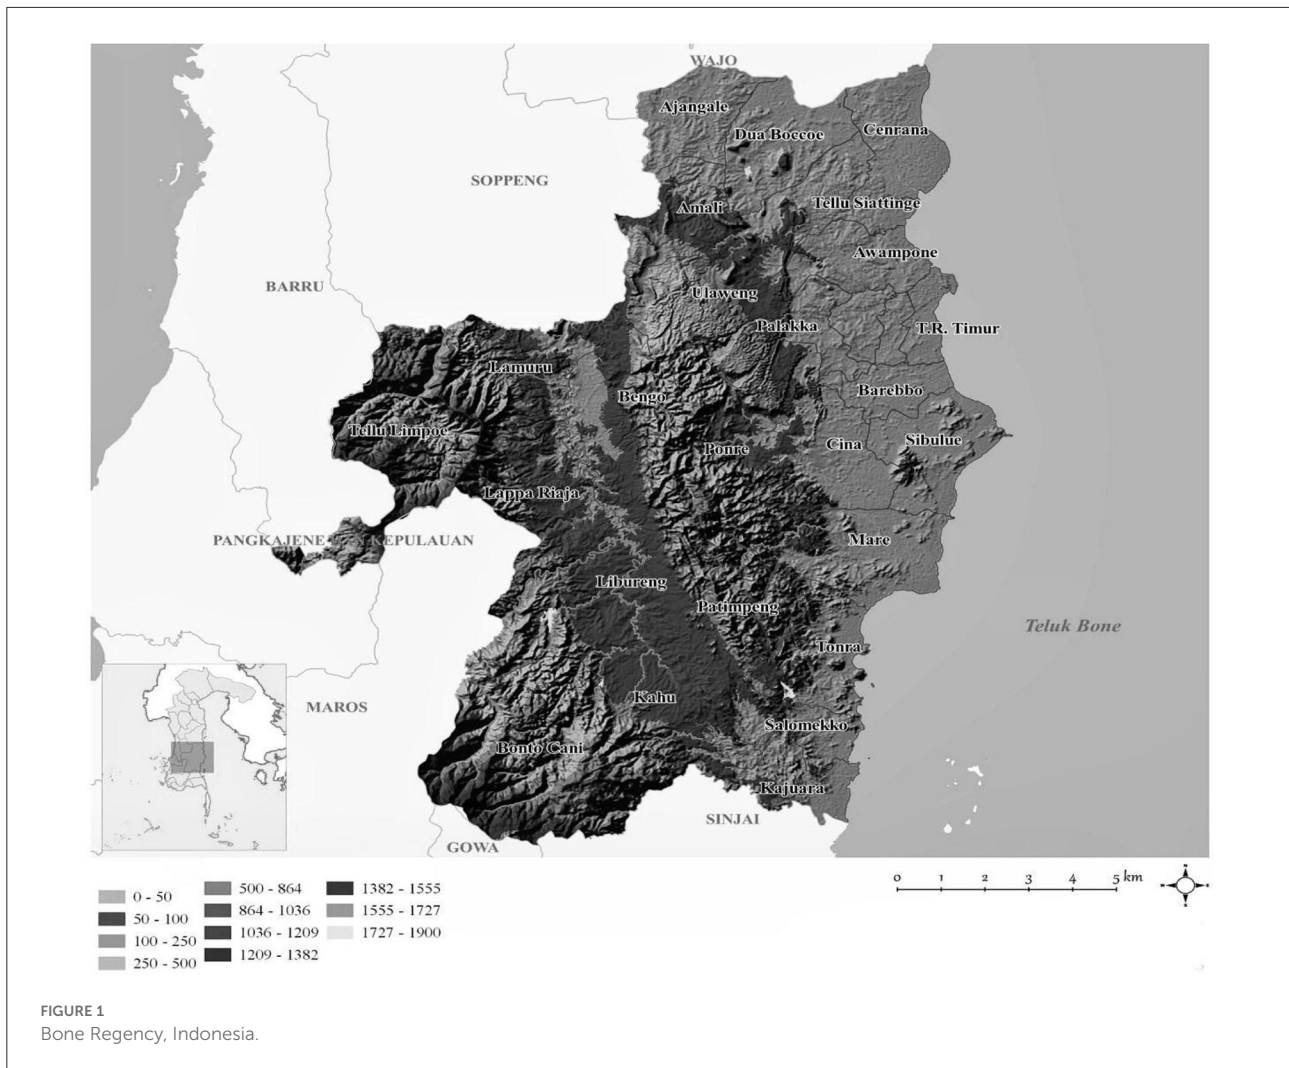 WAJO
Ajangale
Dua Boccoe
Cenrana
SOPPENG
Amali
Tellu Siattinge
Awampone
BARRU
Ulaweng
Palakka
T.R. Timur
Lamuru
Bengo
Barebbo
Tellu Limpoe
Ponre
Cina
Sibulue
Lappa Riaja
PANGKAJENE
KEPULAUAN
Mare
Libureng
Patimpeng
Teluk Bone
Tonra
MAROS
Kahu
Salomekko
Bonto Cani
Kajuara
SINJAI
GOWA
0 1 2 3 4 5 km
0 - 50
50 - 100
100 - 250
250 - 500
500 - 864
864 - 1036
1036 - 1209
1209 - 1382
1382 - 1555
1555 - 1727
1727 - 1900
FIGURE 1
Bone Regency, Indonesia.